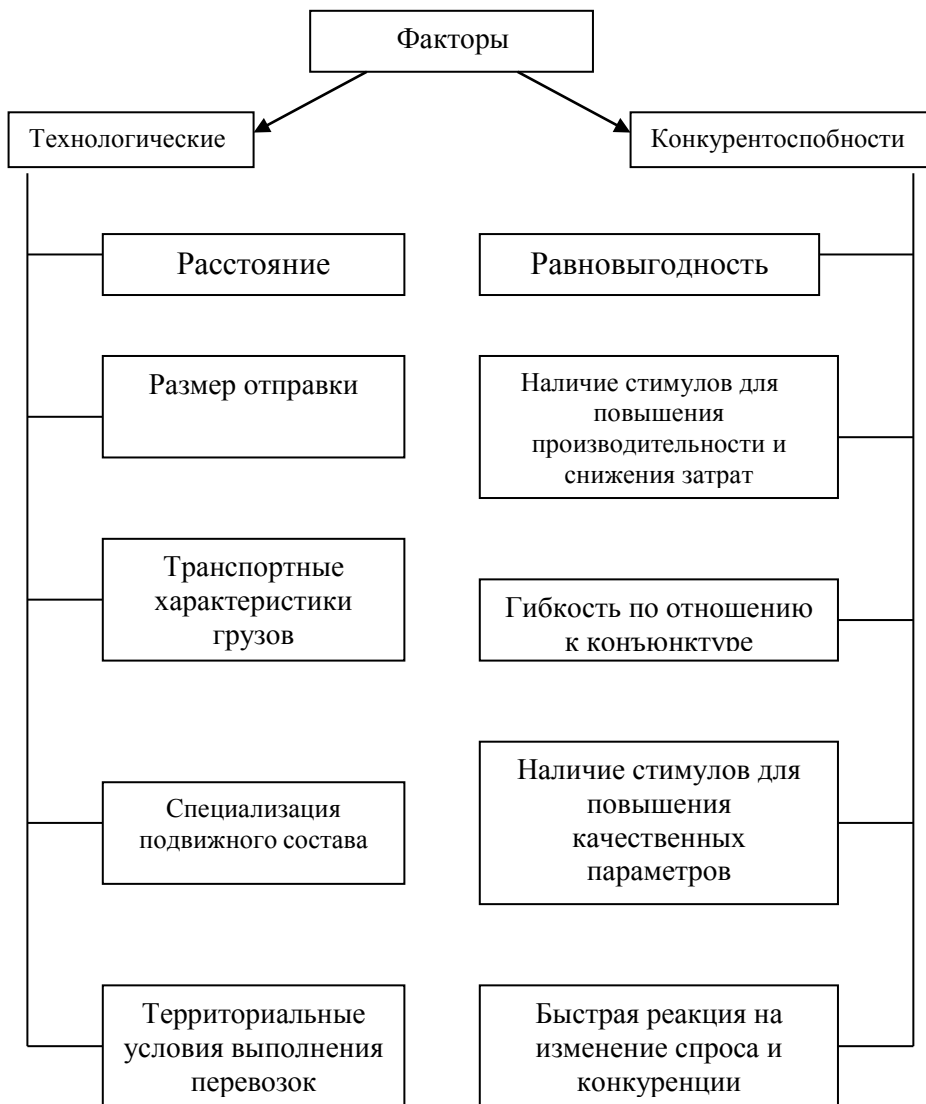 Факторы
Технологические
Конкурентоспобности
Расстояние
Равновыгодность
Размер отправки
Наличие стимулов для
повышения
производительности и
снижения затрат
Транспортные
характеристики
грузов
Гибкость по отношению
к конъюнктуре
Специализация
подвижного состава
Наличие стимулов для
повышения
качественных
параметров
Территориальные
условия выполнения
перевозок
Быстрая реакция на
изменение спроса и
конкуренции